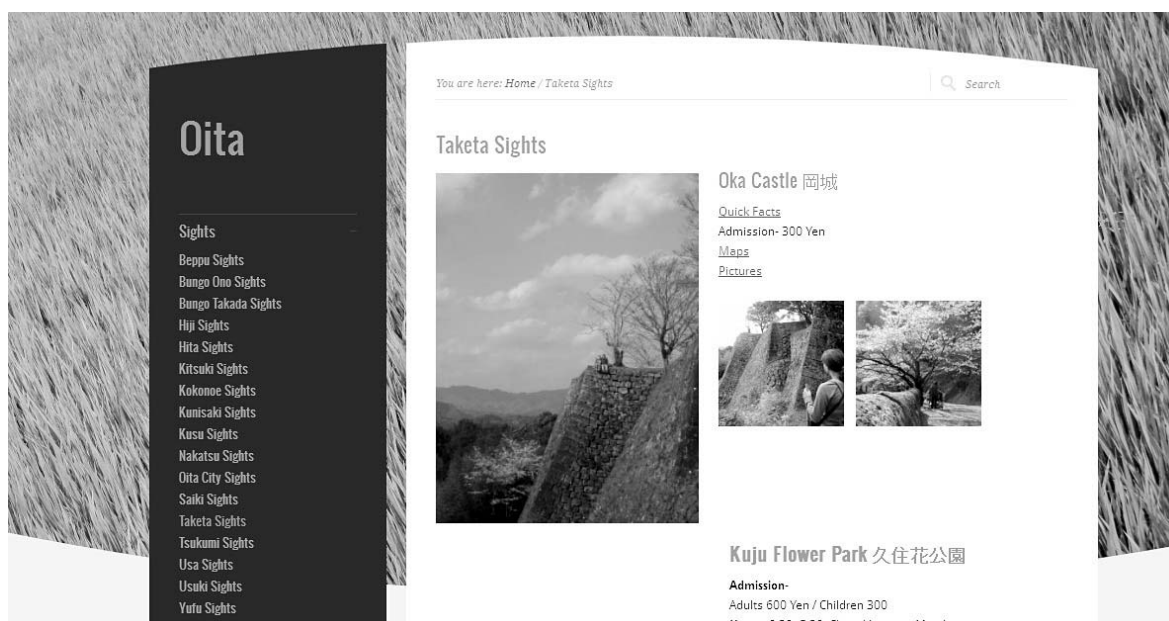 Oita
Sights
Beppu Sights
Bungo Ono Sights
Bungo Takada Sights
Hiji Sights
Hita Sights
Kitsuki Sights
Kokonoe Sights
Kunisaki Sights
Kusu Sights
Nakatsu Sights
Oita City Sights
Saiki Sights
Taketa Sights
Tsukumi Sights
Usa Sights
Usuki Sights
Yufu Sights
You are here: Home / Taketa Sights
Search
Taketa Sights
Oka Castle 岡城
Quick Facts
Admission- 300 Yen
Maps
Pictures
Kuju Flower Park 久住花公園
Admission-
Adults 600 Yen / Children 300